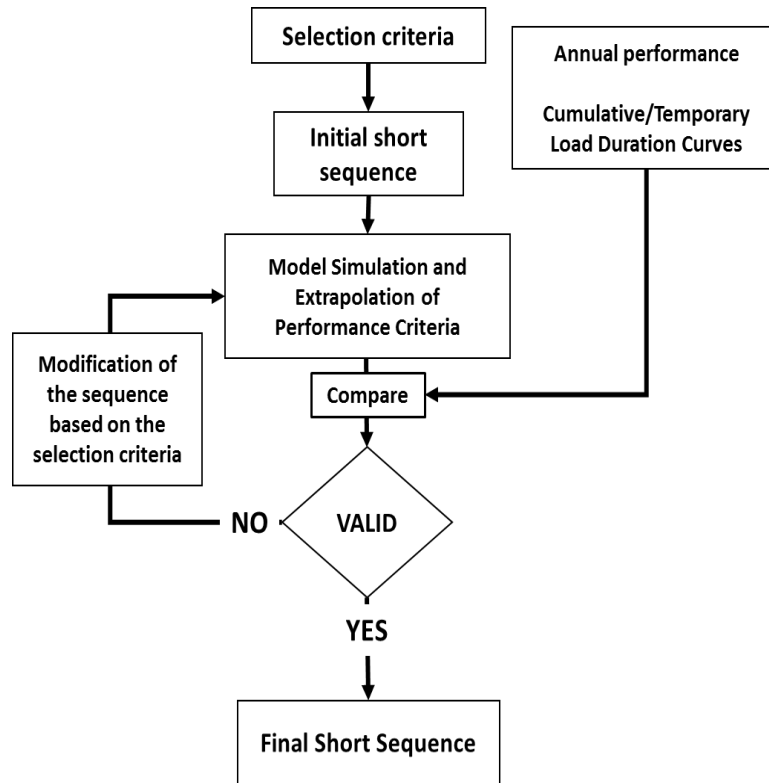 Selection criteria
Annual performance
Cumulative/Temporary
Load Duration Curves
Initial short
sequence
Model Simulation and
Extrapolation of
Performance Criteria
Modification of
the sequence
based on the
selection criteria
Compare
NO
VALID
YES
Final Short Sequence